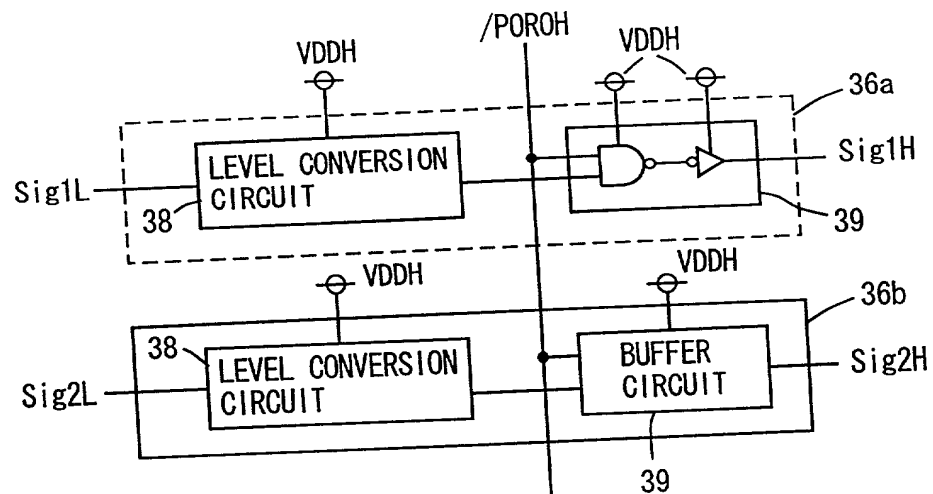 /POROH
VDDH
VDDH
36a
LEVEL CONVERSION
CIRCUIT
Sig1L
38
Sig1H
39
VDDH
VDDH
36b
38
LEVEL CONVERSION
CIRCUIT
BUFFER
CIRCUIT
Sig2L
Sig2H
39